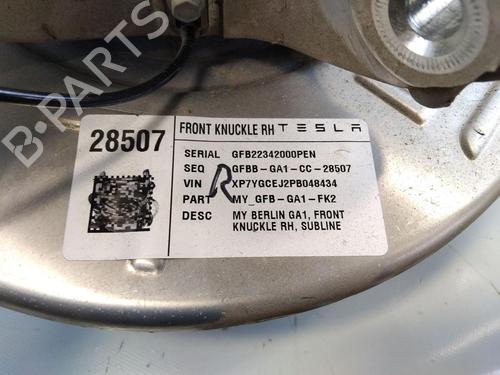 28507
FRONT KNUCKLE RH TESLA
SERIAL GFB22342000PEN
SEQ GFBB-GA1-CC-28507
VIN XP7YGCEJ2PB048434
PART MY_GFB-GA1-FK2
DESC MY BERLIN GA1, FRONT
KNUCKLE RH, SUBLINE
R